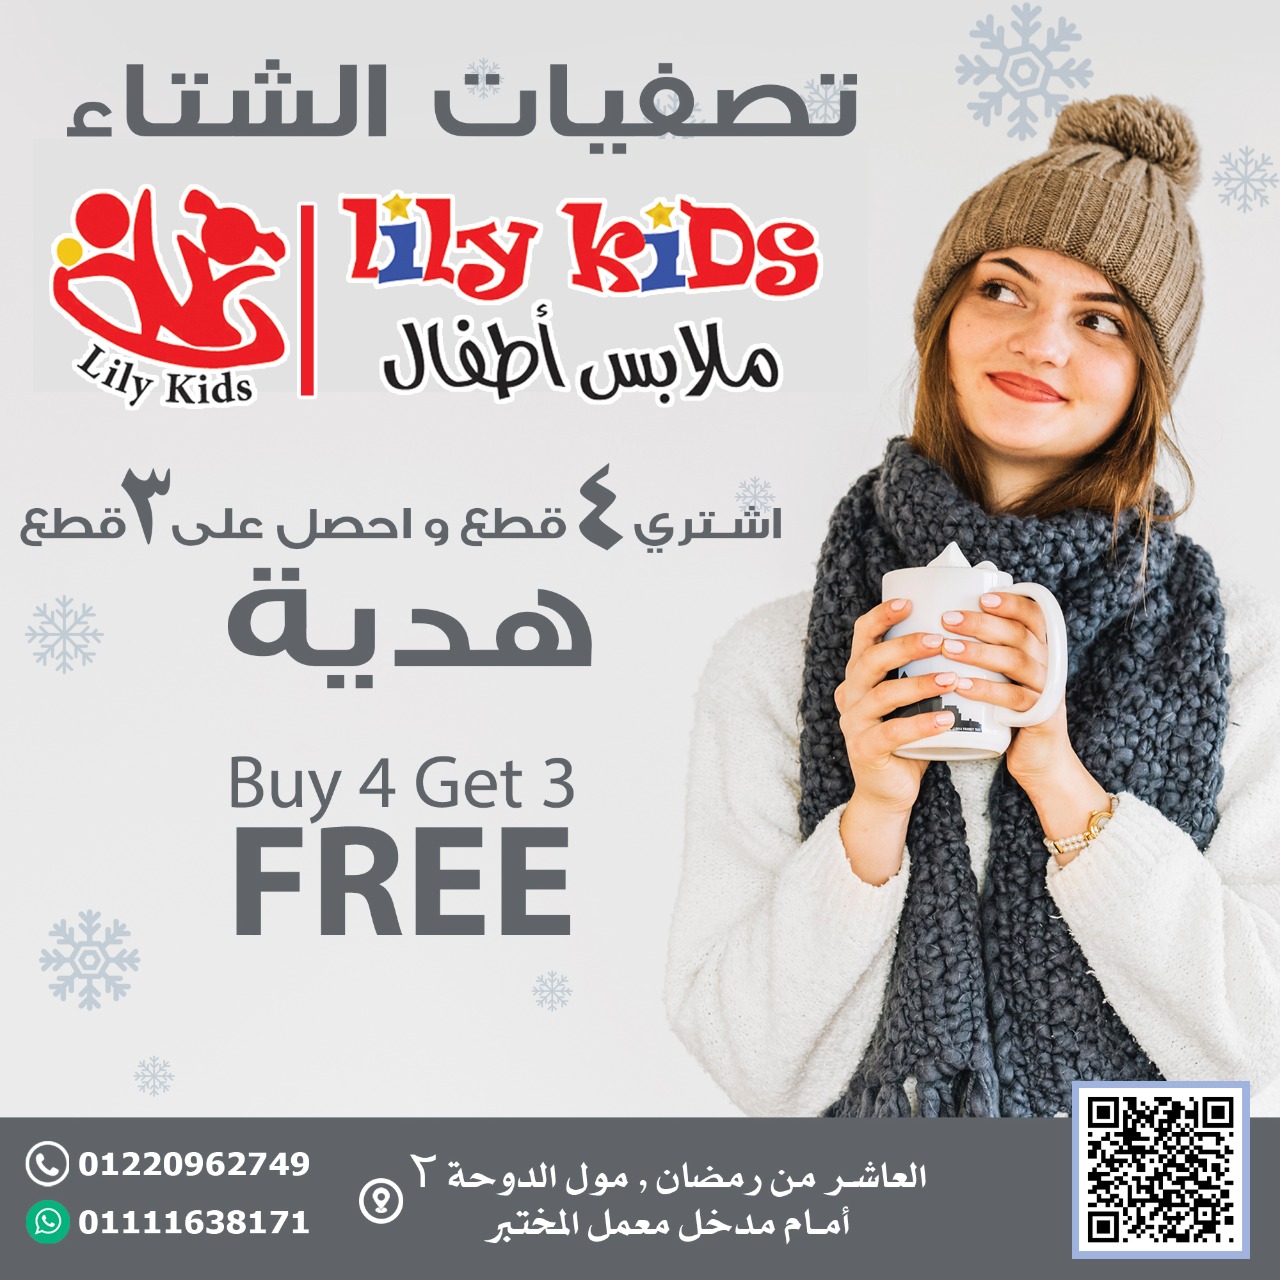 تصفيات الشتاء
Lily Kids
Lily Kids
ملابس أطفال
اشتري ٤ قطع و احصل على ٣ قطع
هدية
Buy 4 Get 3
FREE
01220962749
01111638171
العاشر من رمضان , مول الدوحة ٢
أمام مدخل معمل المختبر